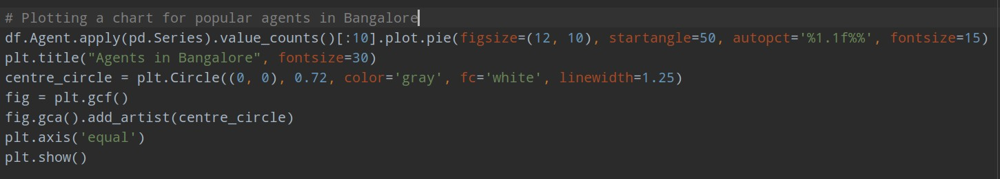 # Plotting a chart for popular agents in Bangalore
df.Agent.apply(pd.Series).value_counts()[:10].plot.pie(figsize=(12, 10), startangle=50, autopct='%1.1f%%', fontsize=15)
plt.title("Agents in Bangalore", fontsize=30)
centre_circle = plt.Circle((0, 0), 0.72, color='gray', fc='white', linewidth=1.25)
fig = plt.gcf()
fig.gca().add_artist(centre_circle)
plt.axis('equal')
plt.show()